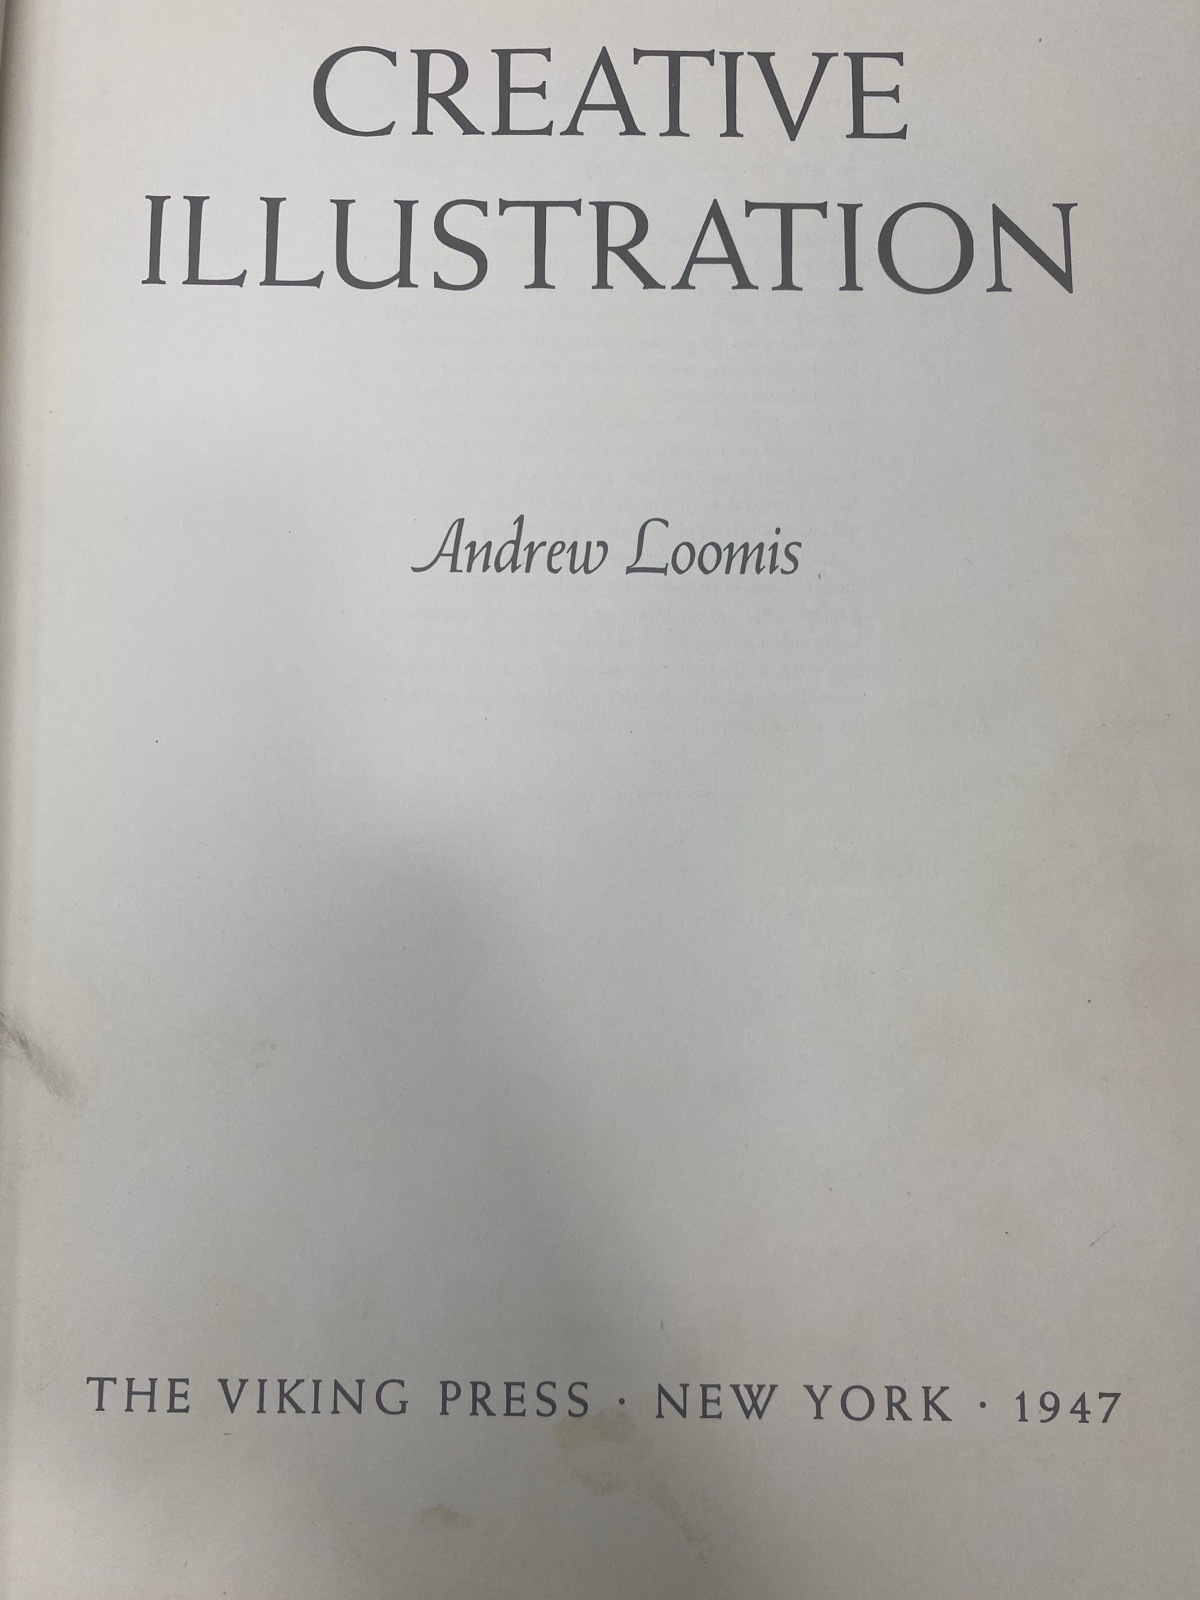 CREATIVE
ILLUSTRATION
Andrew Loomis
THE VIKING PRESS · NEW YORK · 1947